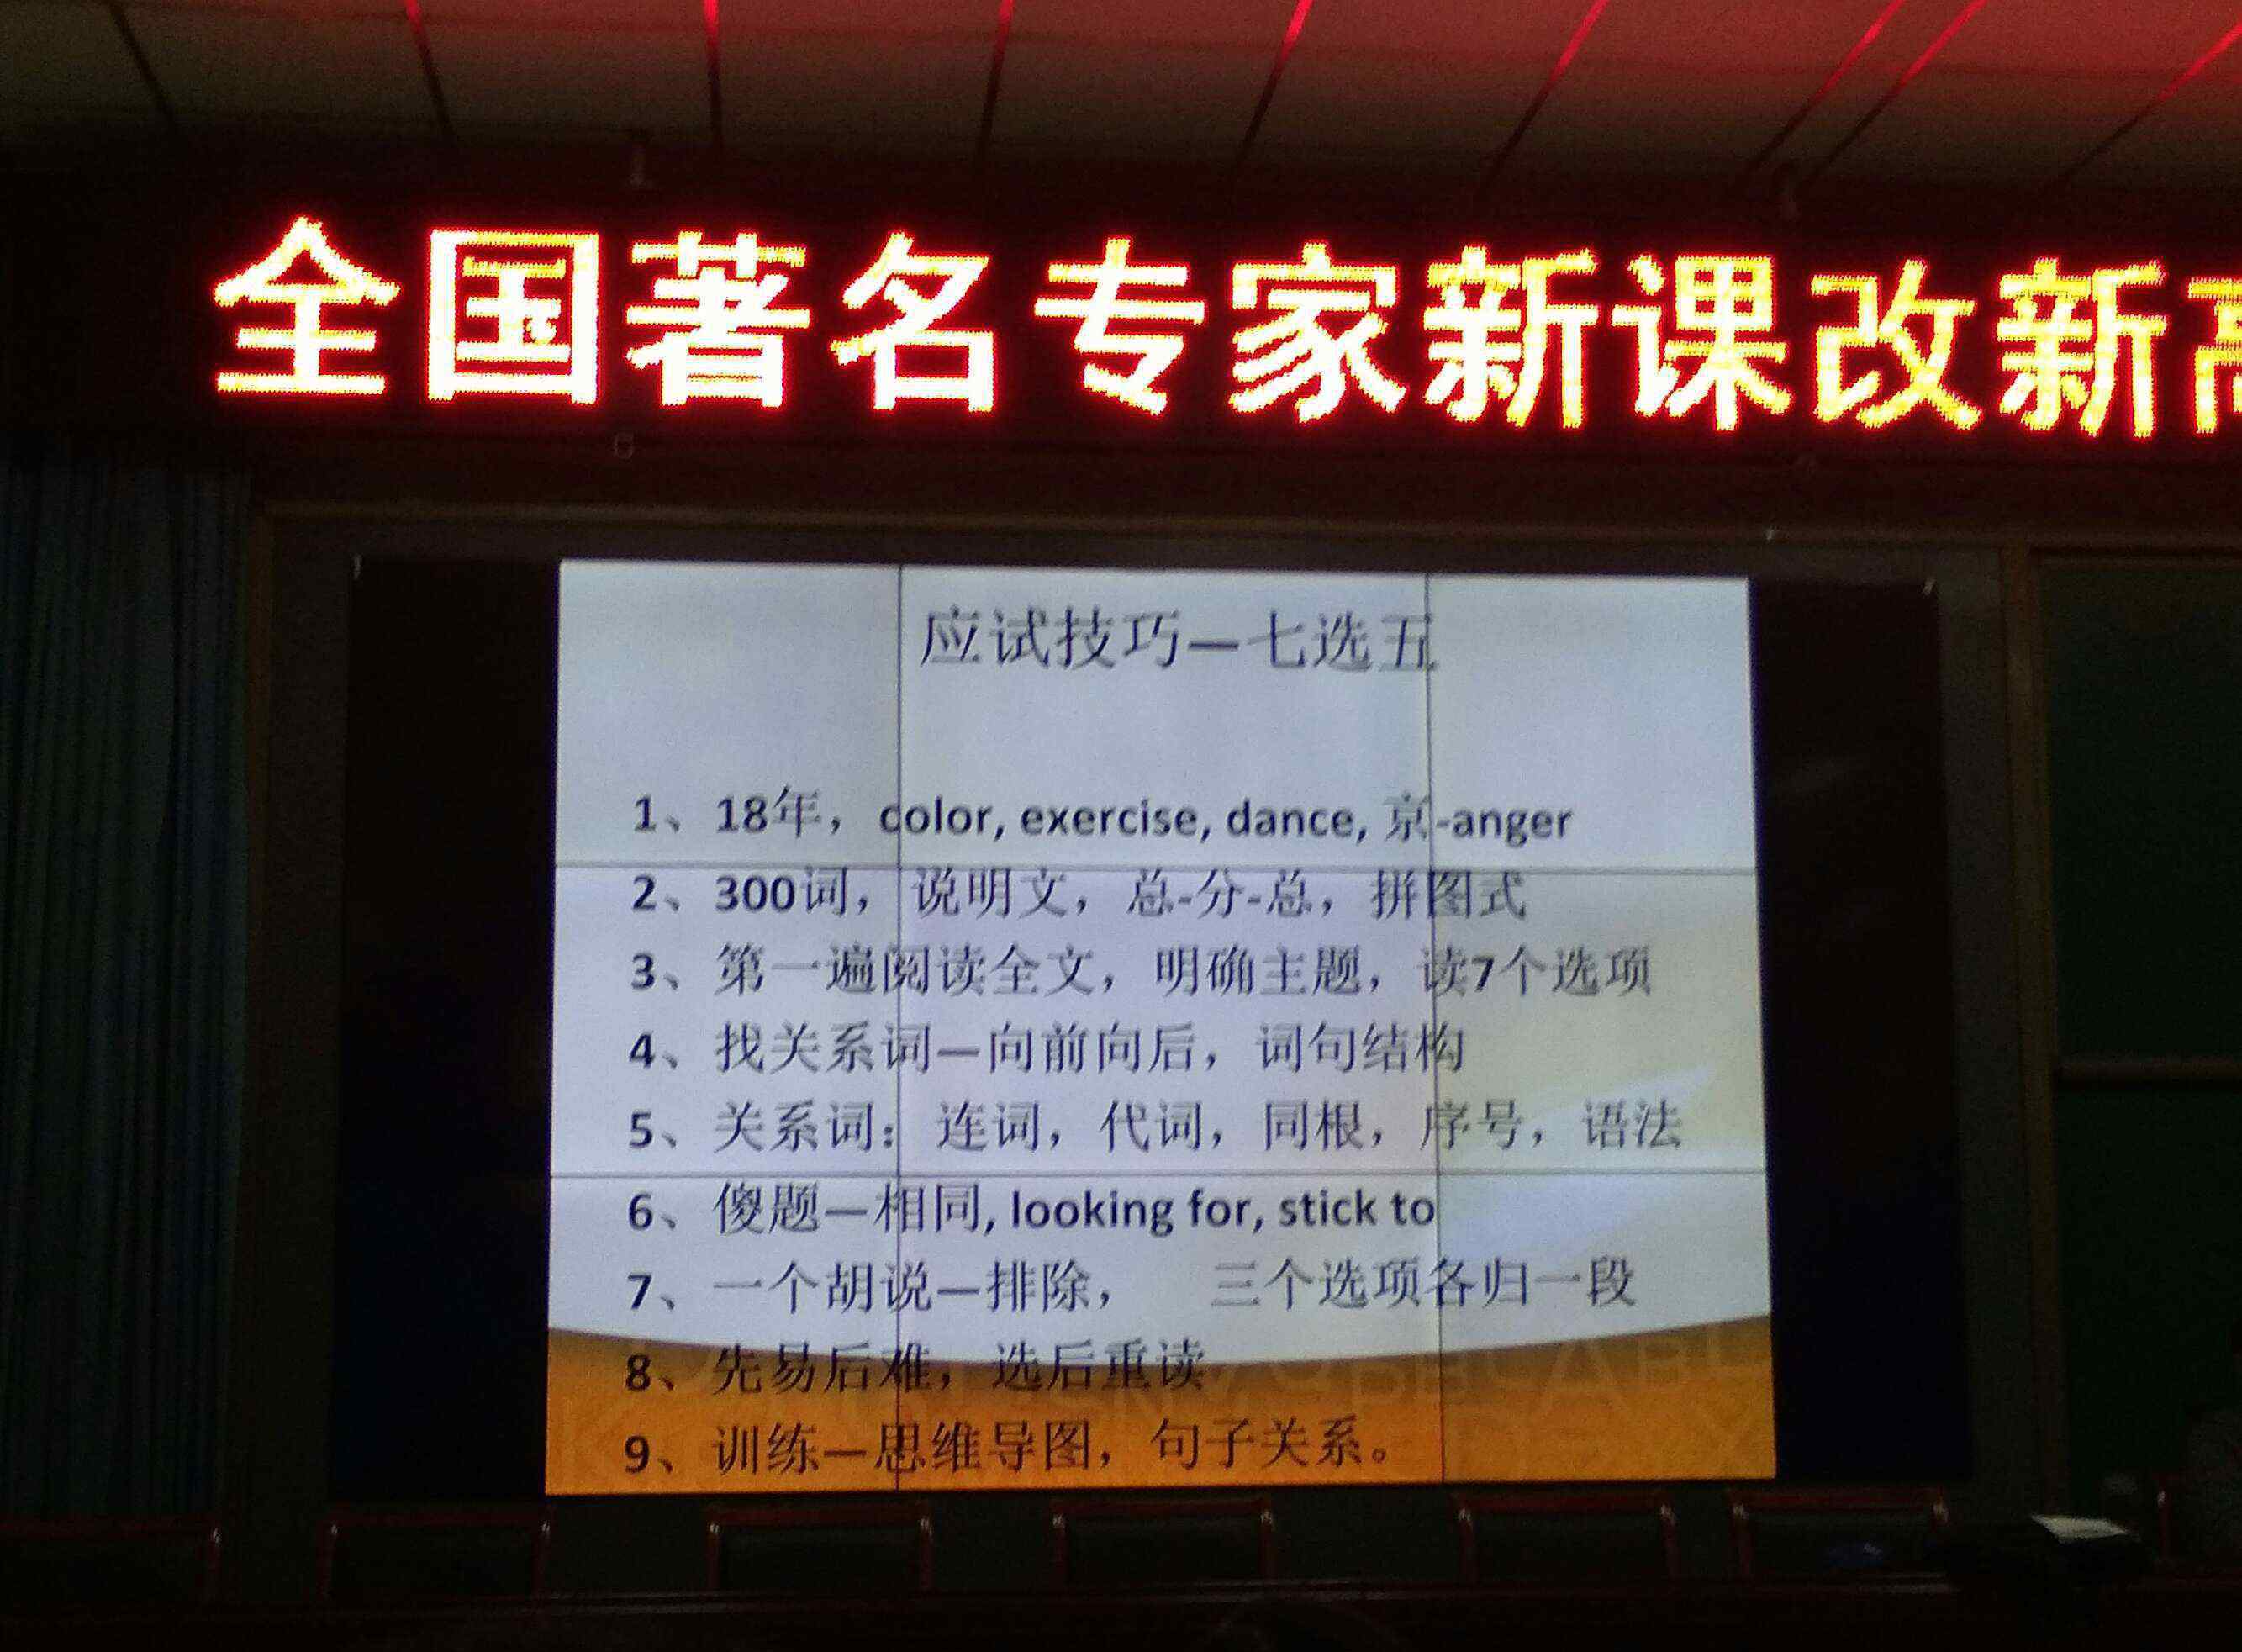 全国著名专家新课改新高
应试技巧—七选五
1、18年，color, exercise, dance, 京-anger
2、300词，说明文，总-分-总，拼图式
3、第一遍阅读全文，明确主题，读7个选项
4、找关系词—向前向后，词句结构
5、关系词：连词，代词，同根，序号，语法
6、傻题—相同, looking for, stick to
7、一个胡说—排除，　三个选项各归一段
8、先易后难，选后重读
9、训练—思维导图，句子关系。